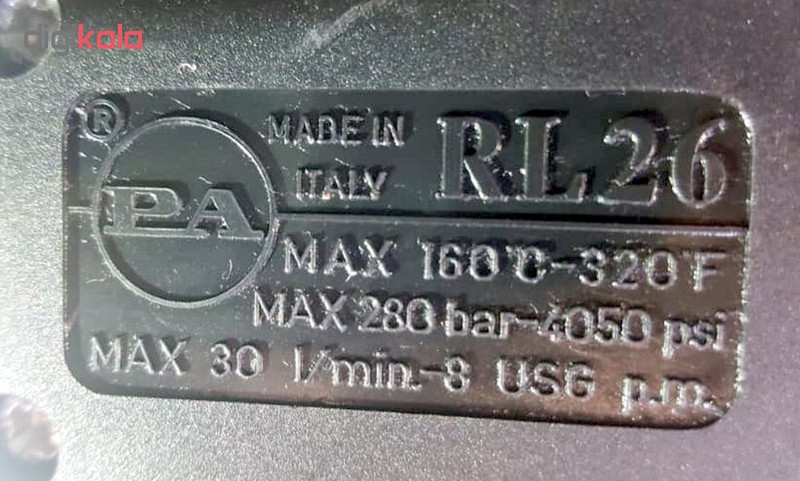 digikala
®
PA
MADE IN
ITALY
RL26
MAX 160°C-320°F
MAX 280 bar-4050 psi
MAX 30 l/min.-8 USG p.m.